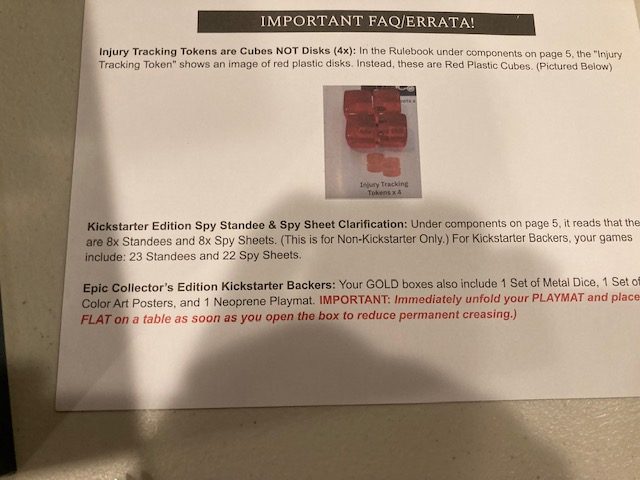 IMPORTANT FAQ/ERRATA!
Injury Tracking Tokens are Cubes NOT Disks (4x): In the Rulebook under components on page 5, the "Injury
Tracking Token" shows an image of red plastic disks. Instead, these are Red Plastic Cubes. (Pictured Below)
Injury Tracking
Tokens x 4
Kickstarter Edition Spy Standee & Spy Sheet Clarification: Under components on page 5, it reads that the
are 8x Standees and 8x Spy Sheets. (This is for Non-Kickstarter Only.) For Kickstarter Backers, your games
include: 23 Standees and 22 Spy Sheets.
Epic Collector's Edition Kickstarter Backers: Your GOLD boxes also include 1 Set of Metal Dice, 1 Set of
Color Art Posters, and 1 Neoprene Playmat. IMPORTANT: Immediately unfold your PLAYMAT and place
FLAT on a table as soon as you open the box to reduce permanent creasing.)